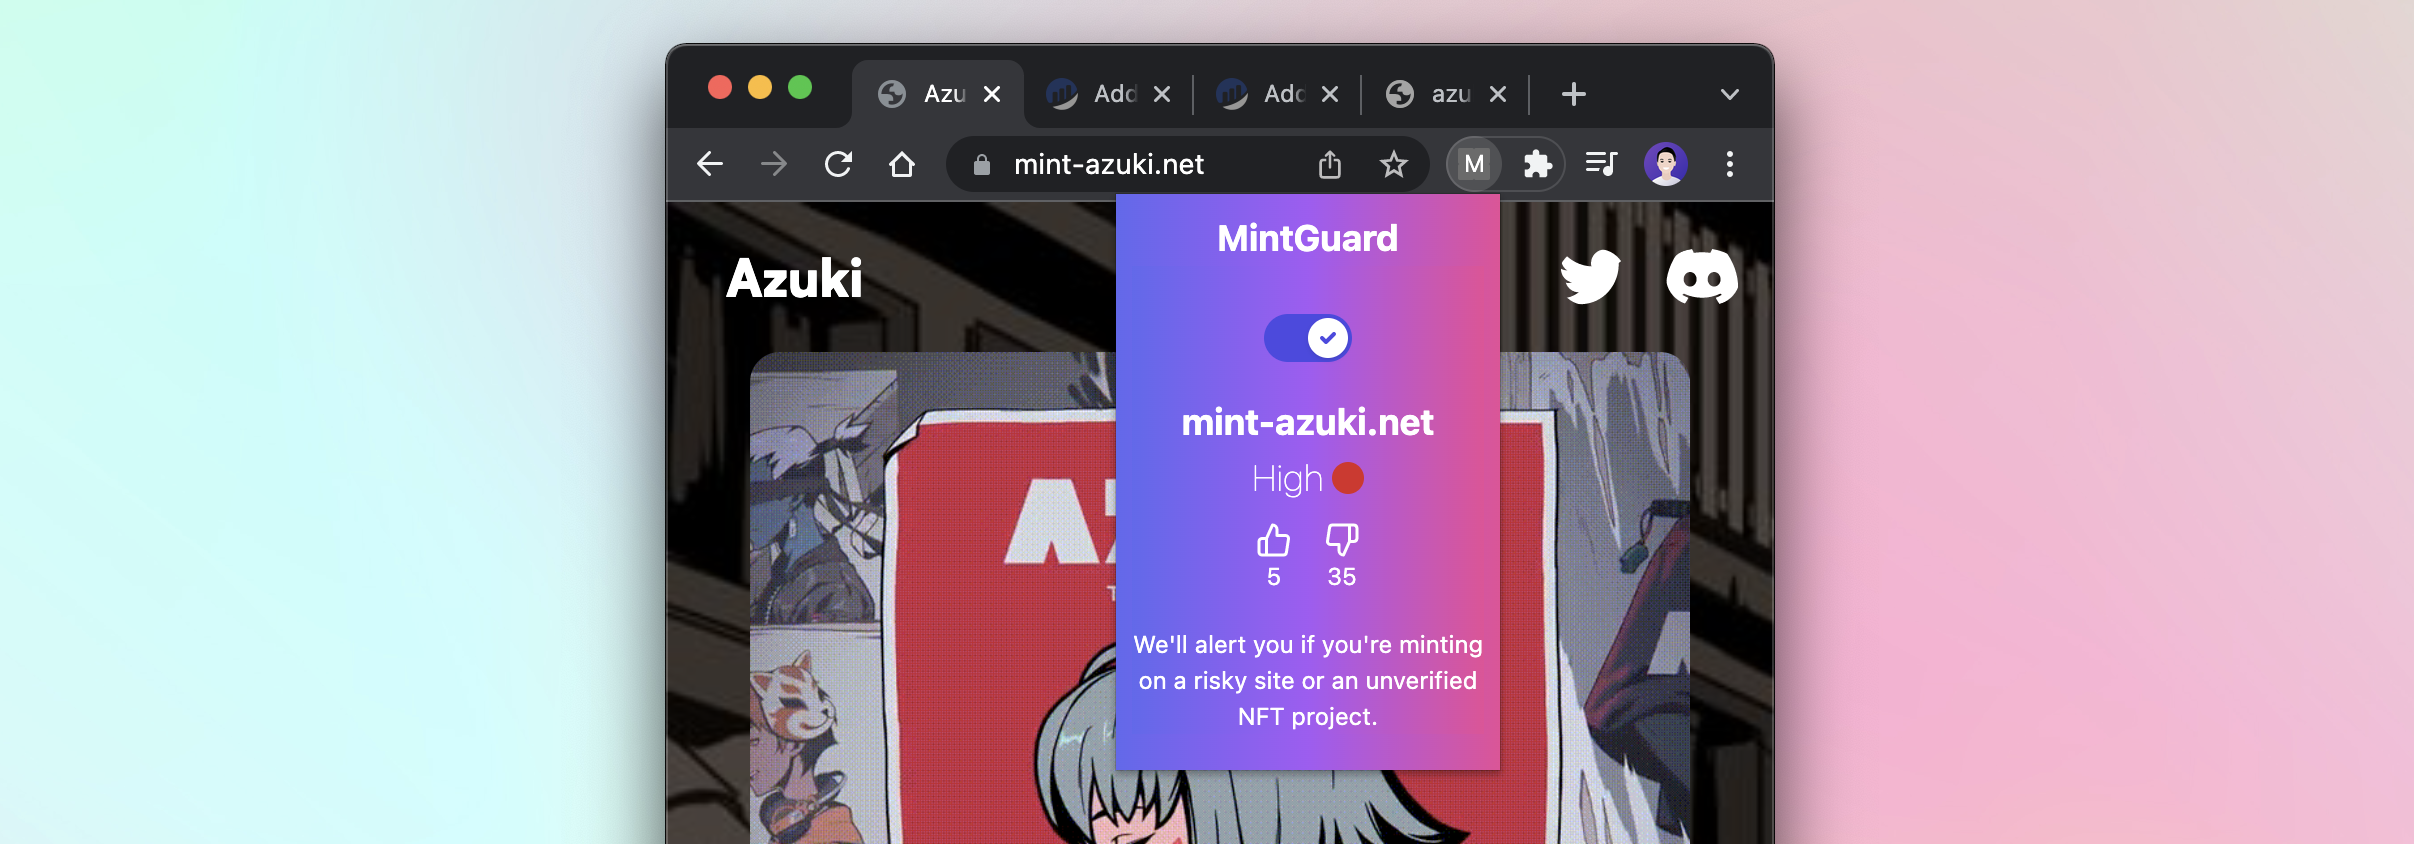 Azu
Add
Add
azu
mint-azuki.net
M
MintGuard
Azuki
mint-azuki.net
High
5
35
We'll alert you if you're minting
on a risky site or an unverified
NFT project.